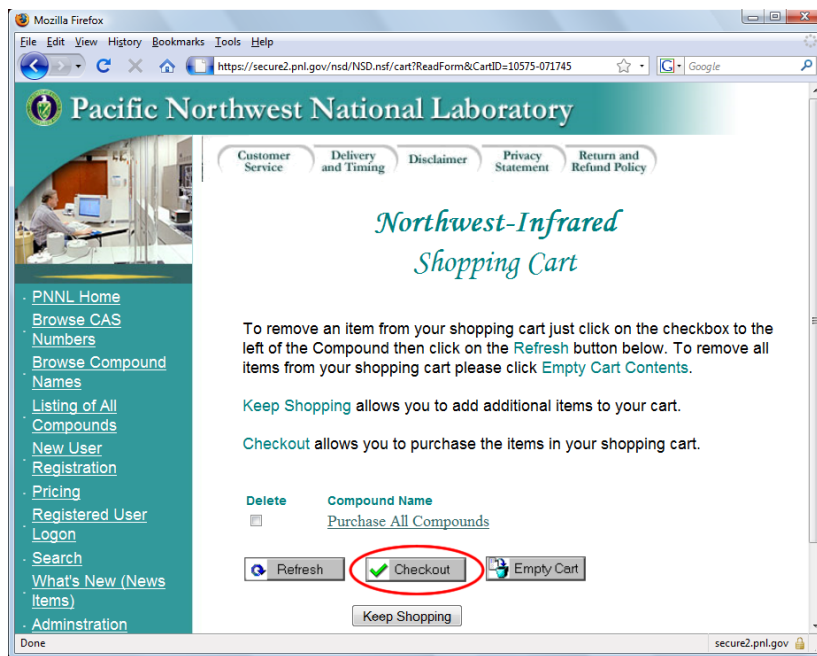 Mozilla Firefox
File Edit View History Bookmarks Tools Help
https://secure2.pnl.gov/nsd/NSD.nsf/cart?ReadForm&CartID=10575-071745
G Google
Pacific Northwest National Laboratory
Customer Service
Delivery and Timing
Disclaimer
Privacy Statement
Return and Refund Policy
Northwest-Infrared
Shopping Cart
· PNNL Home
· Browse CAS
Numbers
· Browse Compound
Names
· Listing of All
Compounds
· New User
Registration
· Pricing
· Registered User
Logon
· Search
· What's New (News
Items)
· Adminstration
To remove an item from your shopping cart just click on the checkbox to the
left of the Compound then click on the Refresh button below. To remove all
items from your shopping cart please click Empty Cart Contents.
Keep Shopping allows you to add additional items to your cart.
Checkout allows you to purchase the items in your shopping cart.
Delete Compound Name
Purchase All Compounds
Refresh Checkout Empty Cart
Keep Shopping
Done secure2.pnl.gov